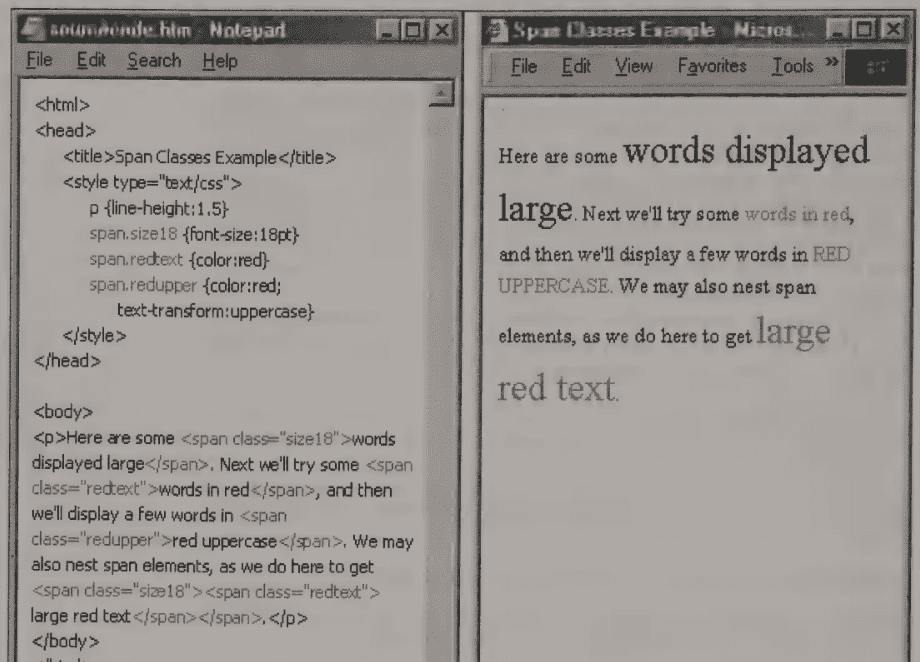 sourcecode.htm - Notepad
File Edit Search Help
<html>
<head>
<title>Span Classes Example</title>
<style type="text/css">
p {line-height:1.5}
span.size18 {font-size:18pt}
span.redtext {color:red}
span.redupper {color:red;
text-transform:uppercase}
</style>
</head>
<body>
<p>Here are some <span class="size18">words
displayed large</span>. Next we'll try some <span
class="redtext">words in red</span>, and then
we'll display a few words in <span
class="redupper">red uppercase</span>. We may
also nest span elements, as we do here to get
<span class="size18"><span class="redtext">
large red text</span></span>.</p>
</body>
Span Classes Example - Micros...
File Edit View Favorites Tools »
Here are some words displayed
large. Next we'll try some words in red,
and then we'll display a few words in RED
UPPERCASE. We may also nest span
elements, as we do here to get large
red text.